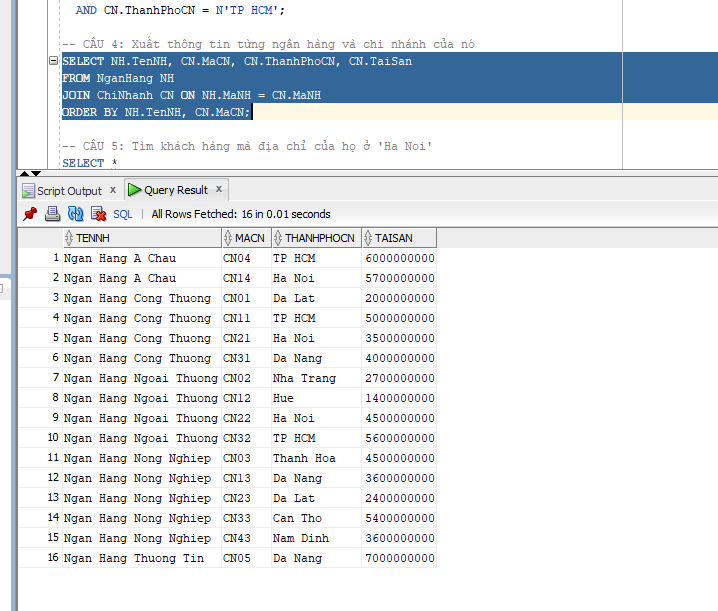 AND CN.ThanhPhoCN = N'TP HCM';
-- CÂU 4: Xuất thông tin từng ngân hàng và chi nhánh của nó
SELECT NH.TenNH, CN.MaCN, CN.ThanhPhoCN, CN.TaiSan
FROM NganHang NH
JOIN ChiNhanh CN ON NH.MaNH = CN.MaNH
ORDER BY NH.TenNH, CN.MaCN;
-- CÂU 5: Tìm khách hàng mà địa chỉ của họ ở 'Ha Noi'
SELECT *
Script Output x Query Result x
SQL | All Rows Fetched: 16 in 0.01 seconds
TENNH MACN THANHPHOCN TAISAN
1 Ngan Hang A Chau CN04 TP HCM 6000000000
2 Ngan Hang A Chau CN14 Ha Noi 5700000000
3 Ngan Hang Cong Thuong CN01 Da Lat 2000000000
4 Ngan Hang Cong Thuong CN11 TP HCM 5000000000
5 Ngan Hang Cong Thuong CN21 Ha Noi 3500000000
6 Ngan Hang Cong Thuong CN31 Da Nang 4000000000
7 Ngan Hang Ngoai Thuong CN02 Nha Trang 2700000000
8 Ngan Hang Ngoai Thuong CN12 Hue 1400000000
9 Ngan Hang Ngoai Thuong CN22 Ha Noi 4500000000
10 Ngan Hang Ngoai Thuong CN32 TP HCM 5600000000
11 Ngan Hang Nong Nghiep CN03 Thanh Hoa 4500000000
12 Ngan Hang Nong Nghiep CN13 Da Nang 3600000000
13 Ngan Hang Nong Nghiep CN23 Da Lat 2400000000
14 Ngan Hang Nong Nghiep CN33 Can Tho 5400000000
15 Ngan Hang Nong Nghiep CN43 Nam Dinh 3600000000
16 Ngan Hang Thuong Tin CN05 Da Nang 7000000000